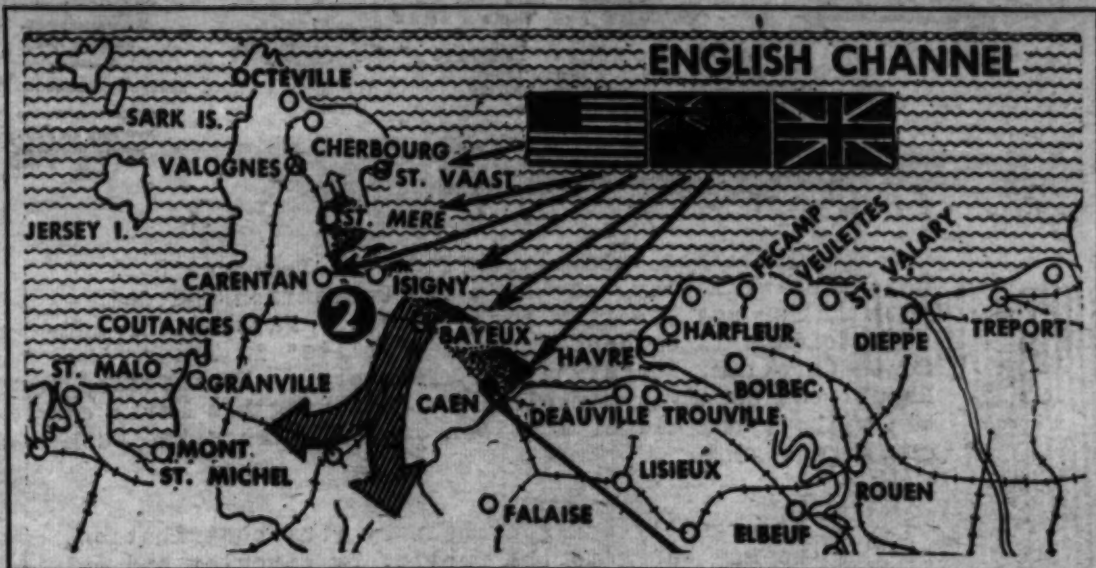 ENGLISH CHANNEL
OCTEVILLE
SARK IS.
CHERBOURG
VALOGNES
ST. VAAST
ST. MERE
JERSEY I.
FECAMP
VEULETTES
ST. VALARY
CARENTAN
ISIGNY
2
COUTANCES
BAYEUX
HARFLEUR
HAVRE
DIEPPE
TREPORT
ST. MALO
GRANVILLE
BOLBEC
CAEN
DEAUVILLE
TROUVILLE
MONT
ST. MICHEL
LISIEUX
ROUEN
FALAISE
ELBEUF